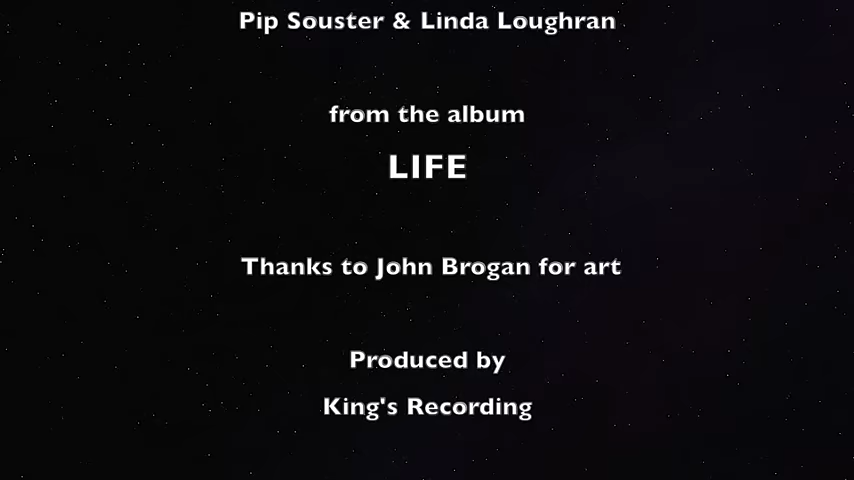 Pip Souster & Linda Loughran
from the album
LIFE
Thanks to John Brogan for art
Produced by
King's Recording